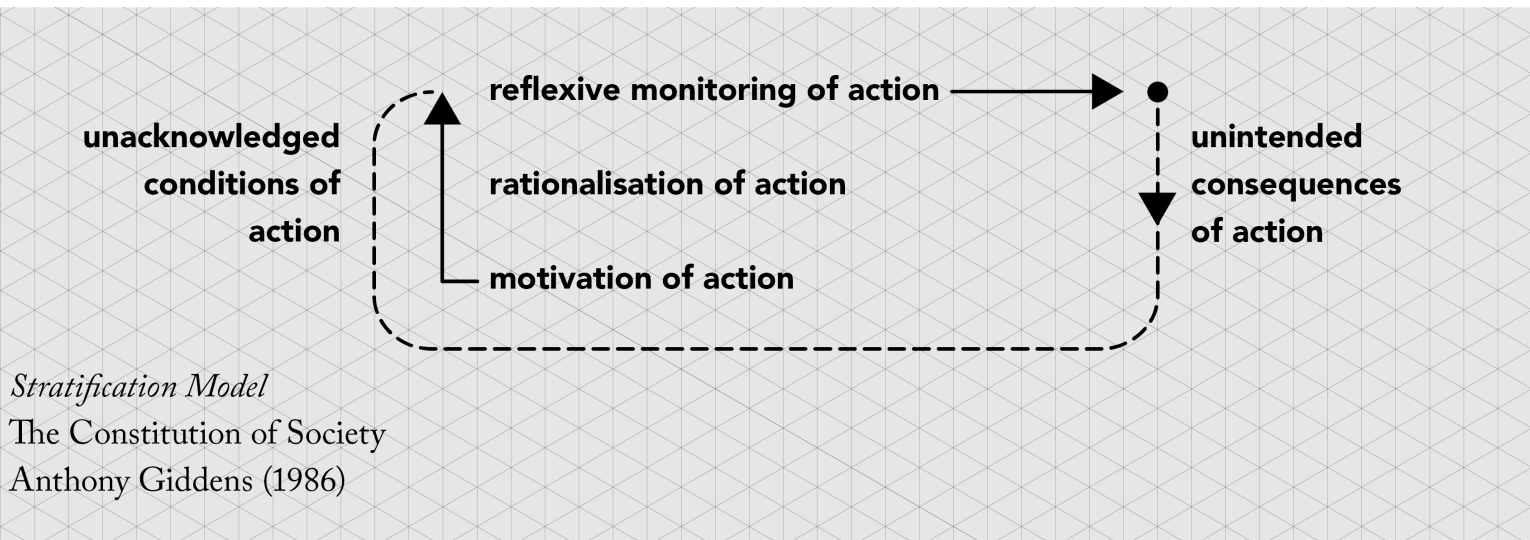 reflexive monitoring of action
unacknowledged
conditions of
action
rationalisation of action
motivation of action
unintended
consequences
of action
Stratification Model
The Constitution of Society
Anthony Giddens (1986)